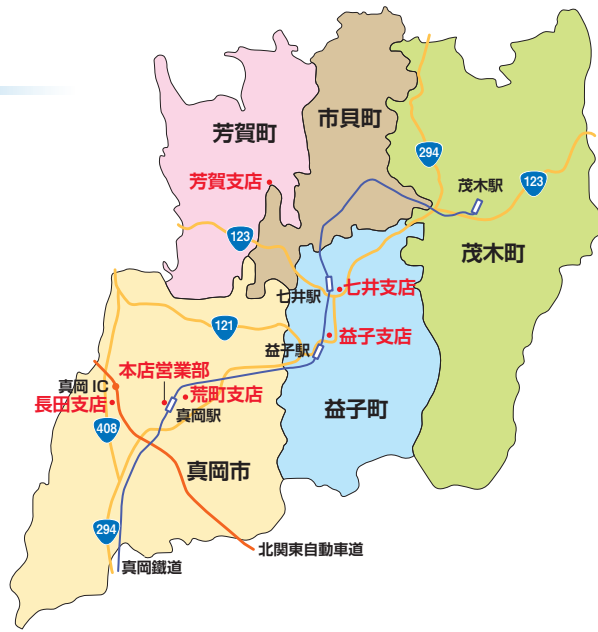 市貝町
芳賀町
294
茂木駅
123
芳賀支店
123
茂木町
七井駅
七井支店
121
益子支店
益子駅
本店営業部
真岡IC
荒町支店
長田支店
真岡駅
益子町
408
真岡市
294
北関東自動車道
真岡鐵道